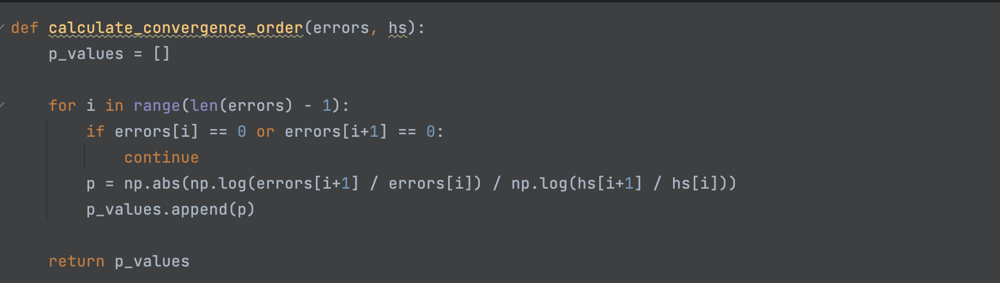 def calculate_convergence_order(errors, hs):
    p_values = []
    for i in range(len(errors) - 1):
        if errors[i] == 0 or errors[i+1] == 0:
            continue
        p = np.abs(np.log(errors[i+1] / errors[i]) / np.log(hs[i+1] / hs[i]))
        p_values.append(p)
    return p_values